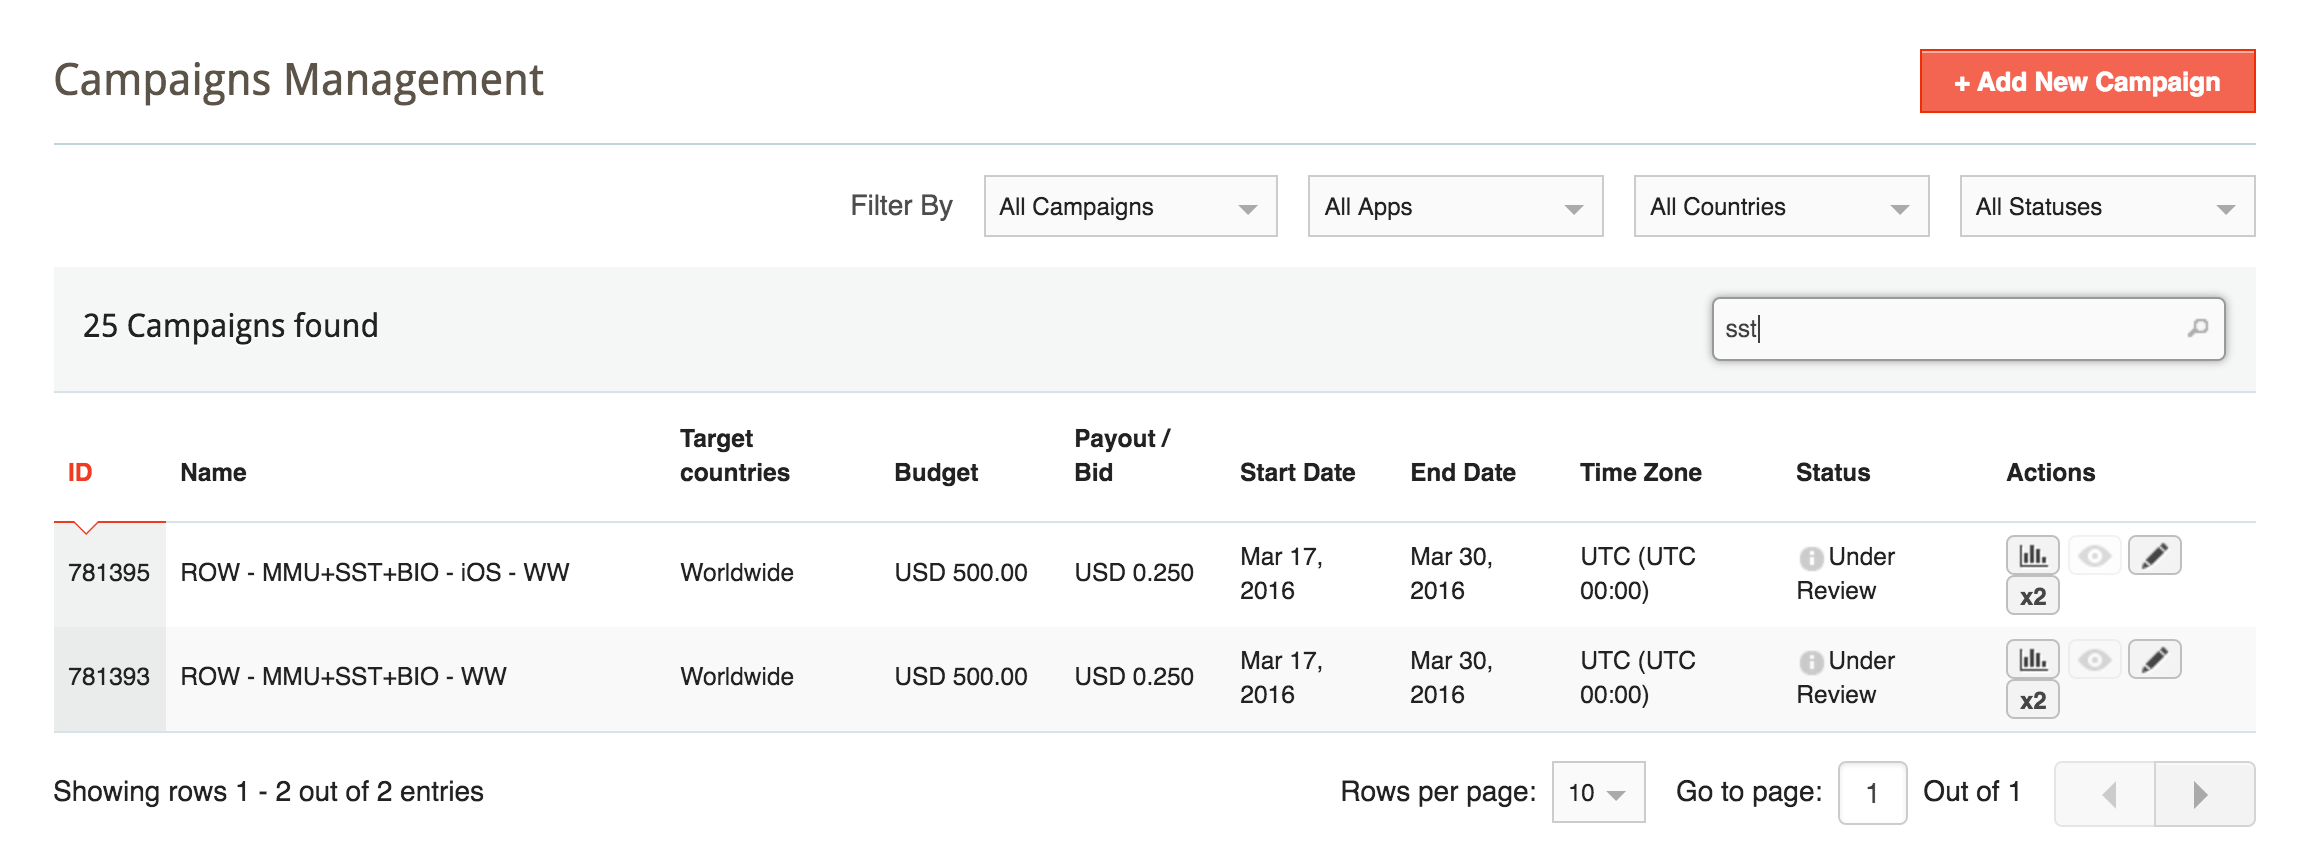 Campaigns Management
+ Add New Campaign
Filter By
All Campaigns
All Apps
All Countries
All Statuses
25 Campaigns found
sst
ID
Name
Target
countries
Budget
Payout /
Bid
Start Date
End Date
Time Zone
Status
Actions
781395
ROW - MMU+SST+BIO - iOS - WW
Worldwide
USD 500.00
USD 0.250
Mar 17,
2016
Mar 30,
2016
UTC (UTC
00:00)
Under
Review
x2
781393
ROW - MMU+SST+BIO - WW
Worldwide
USD 500.00
USD 0.250
Mar 17,
2016
Mar 30,
2016
UTC (UTC
00:00)
Under
Review
x2
Showing rows 1 - 2 out of 2 entries
Rows per page:
10
Go to page:
1
Out of 1